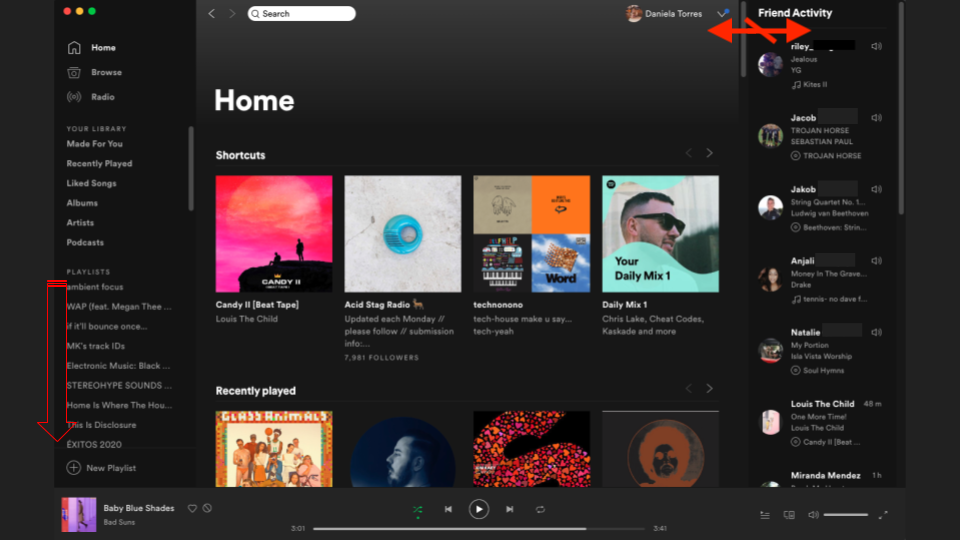 Search
Daniela Torres
Home
Browse
Radio
YOUR LIBRARY
Made For You
Recently Played
Liked Songs
Albums
Artists
Podcasts
PLAYLISTS
ambient focus
WAP (feat. Megan Thee ...
if it'll bounce once...
MK's track IDs
Electronic Music: Black ...
STEREOHYPE SOUNDS ...
Home Is Where The Hou...
This Is Disclosure
ÉXITOS 2020
New Playlist
Home
Shortcuts
CANDY II
Candy II [Beat Tape]
Louis The Child
Acid Stag Radio 🦌
Updated each Monday //
please follow // submission
info:...
7,981 FOLLOWERS
Word
technonono
tech-house make u say...
tech-yeah
Your
Daily Mix 1
Daily Mix 1
Chris Lake, Cheat Codes,
Kaskade and more
Recently played
GLASS ANIMALS
Friend Activity
riley_
Jealous
YG
Kites II
Jacob
TROJAN HORSE
SEBASTIAN PAUL
TROJAN HORSE
Jakob
String Quartet No. 1...
Ludwig van Beethoven
Beethoven: Strin...
Anjali
Money In The Grave...
Drake
tennis- no dave f...
Natalie
My Portion
Isla Vista Worship
Soul Hymns
Louis The Child 48 m
One More Time!
Louis The Child
Candy II [Beat ...
Miranda Mendez 1 h
Baby Blue Shades
Bad Suns
3:01
3:41